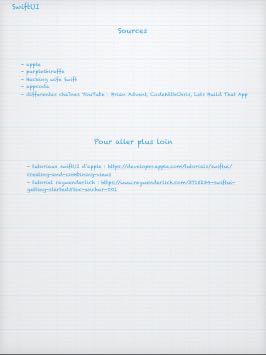 SwiftUI
Sources
- apple
- purplegiraffe
- Hacking with Swift
- appcoda
- différentes chaînes YouTube : Brian Advent, CodeWithChris, Lets Build That App
Pour aller plus loin
- tutoriaux swiftUI d'apple : https://developer.apple.com/tutorials/swiftui/
creating-and-combining-views
- tutorial raywenderlich : https://www.raywenderlich.com/3715234-swiftui-
getting-started#toc-anchor-001